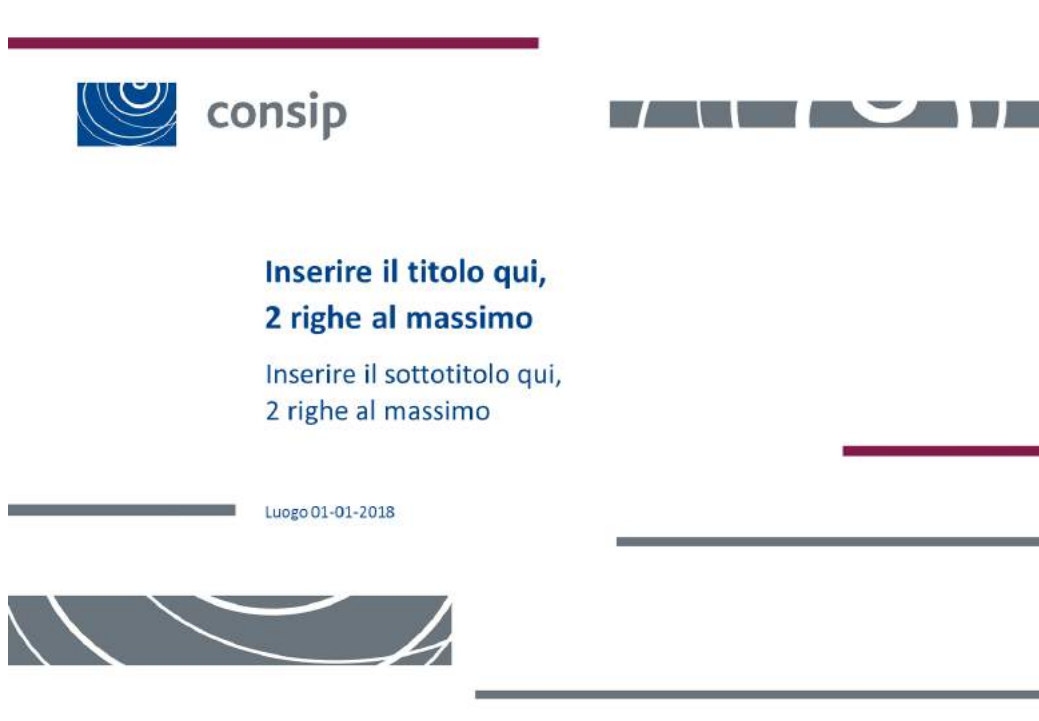 consip
Inserire il titolo qui,
2 righe al massimo
Inserire il sottotitolo qui,
2 righe al massimo
Luogo 01-01-2018